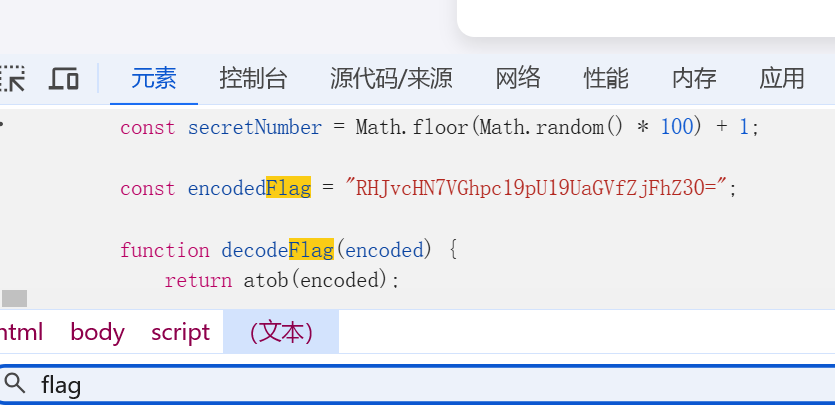 元素 控制台 源代码/来源 网络 性能 内存 应用
const secretNumber = Math.floor(Math.random() * 100) + 1;
const encodedFlag = "RHJvcHN7VGhpc19pU19UaGVfZjFhZ30=";
function decodeFlag(encoded) {
return atob(encoded);
html body script (文本)
flag